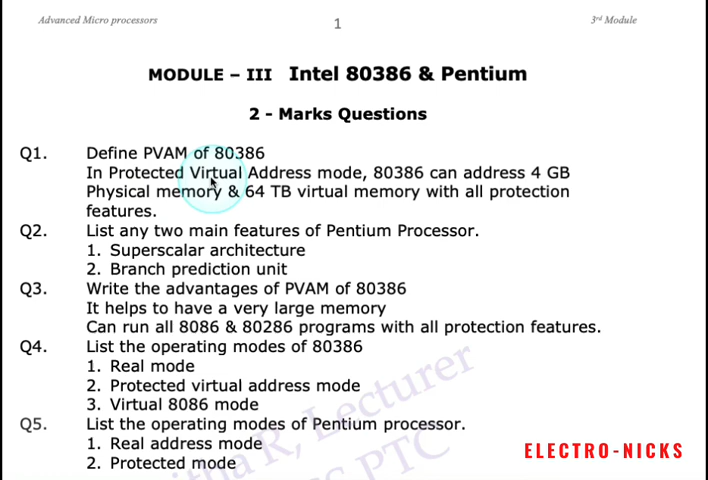 Advanced Micro processors
1
3rd Module
MODULE – III Intel 80386 & Pentium
2 - Marks Questions
Q1. Define PVAM of 80386
In Protected Virtual Address mode, 80386 can address 4 GB
Physical memory & 64 TB virtual memory with all protection
features.
Q2. List any two main features of Pentium Processor.
1. Superscalar architecture
2. Branch prediction unit
Q3. Write the advantages of PVAM of 80386
It helps to have a very large memory
Can run all 8086 & 80286 programs with all protection features.
Q4. List the operating modes of 80386
1. Real mode
2. Protected virtual address mode
3. Virtual 8086 mode
Q5. List the operating modes of Pentium processor.
1. Real address mode
2. Protected mode
R, Lecturer
PTC
ELECTRO-NICKS